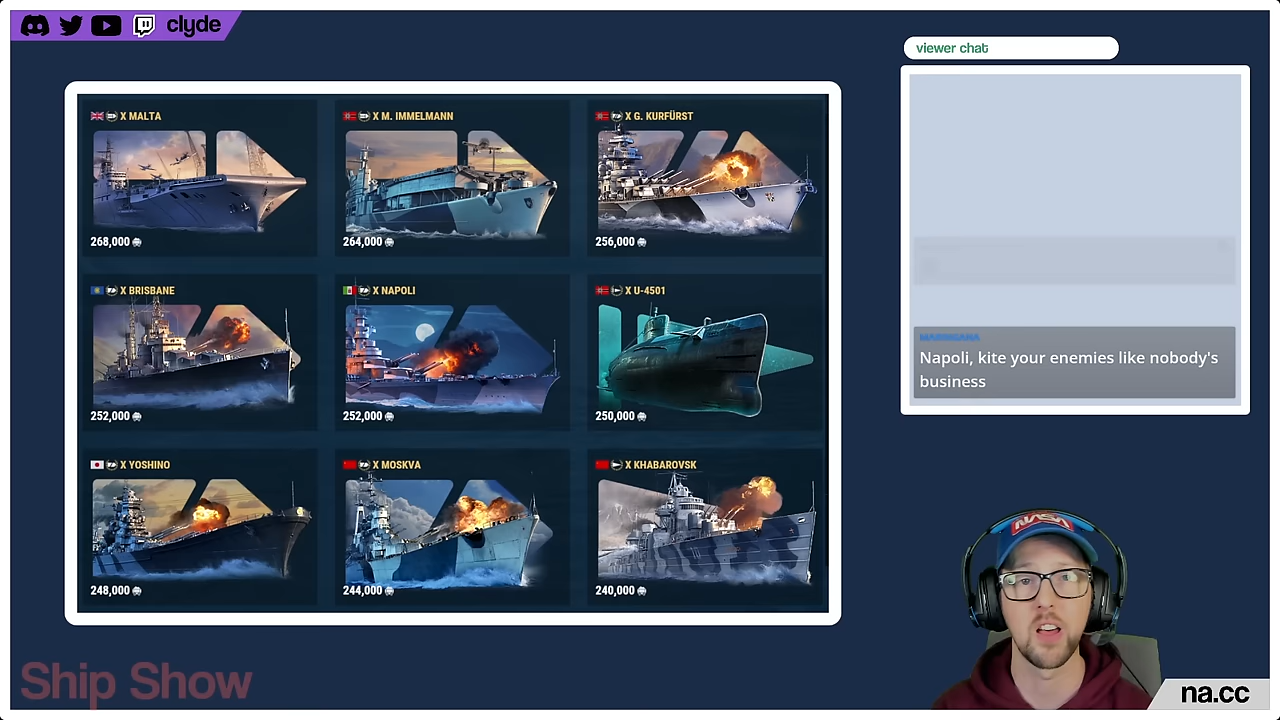 clyde
viewer chat
X MALTA
X M. IMMELMANN
X G. KURFÜRST
268,000
264,000
256,000
X BRISBANE
X NAPOLI
X U-4501
252,000
252,000
250,000
Napoli, kite your enemies like nobody's
business
X YOSHINO
X MOSKVA
X KHABAROVSK
248,000
244,000
240,000
NASA
Ship Show
na.cc